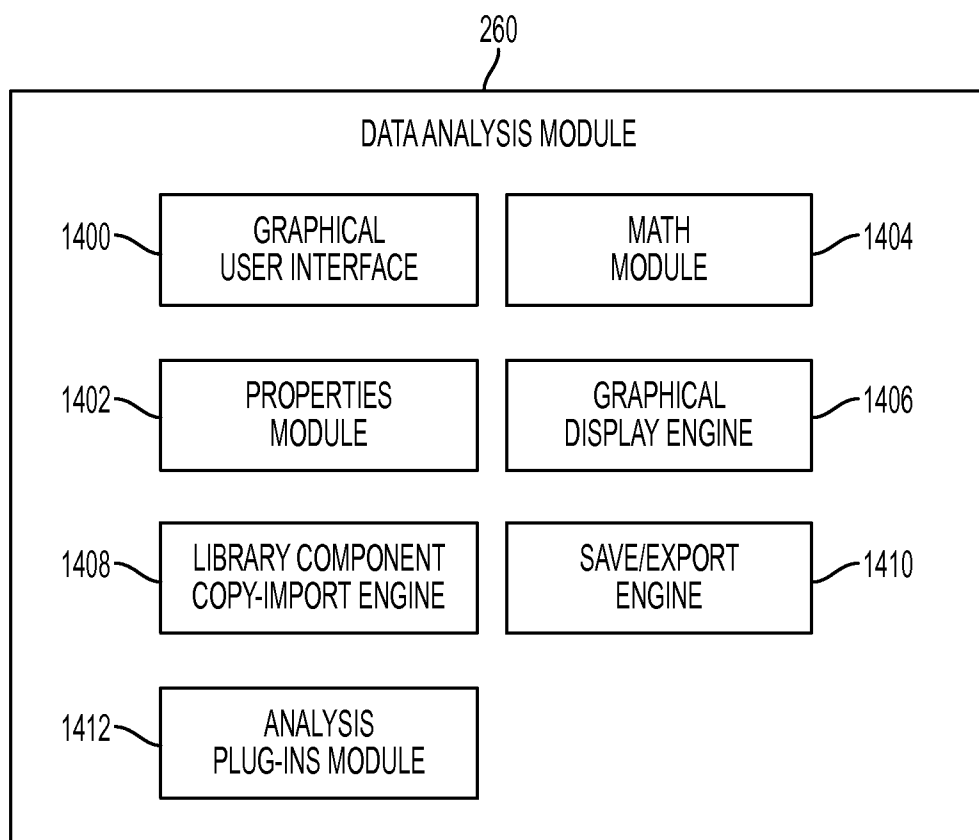 260
DATA ANALYSIS MODULE
1400
GRAPHICAL
USER INTERFACE
MATH
MODULE
1404
1402
PROPERTIES
MODULE
GRAPHICAL
DISPLAY ENGINE
1406
1408
LIBRARY COMPONENT
COPY-IMPORT ENGINE
SAVE/EXPORT
ENGINE
1410
1412
ANALYSIS
PLUG-INS MODULE